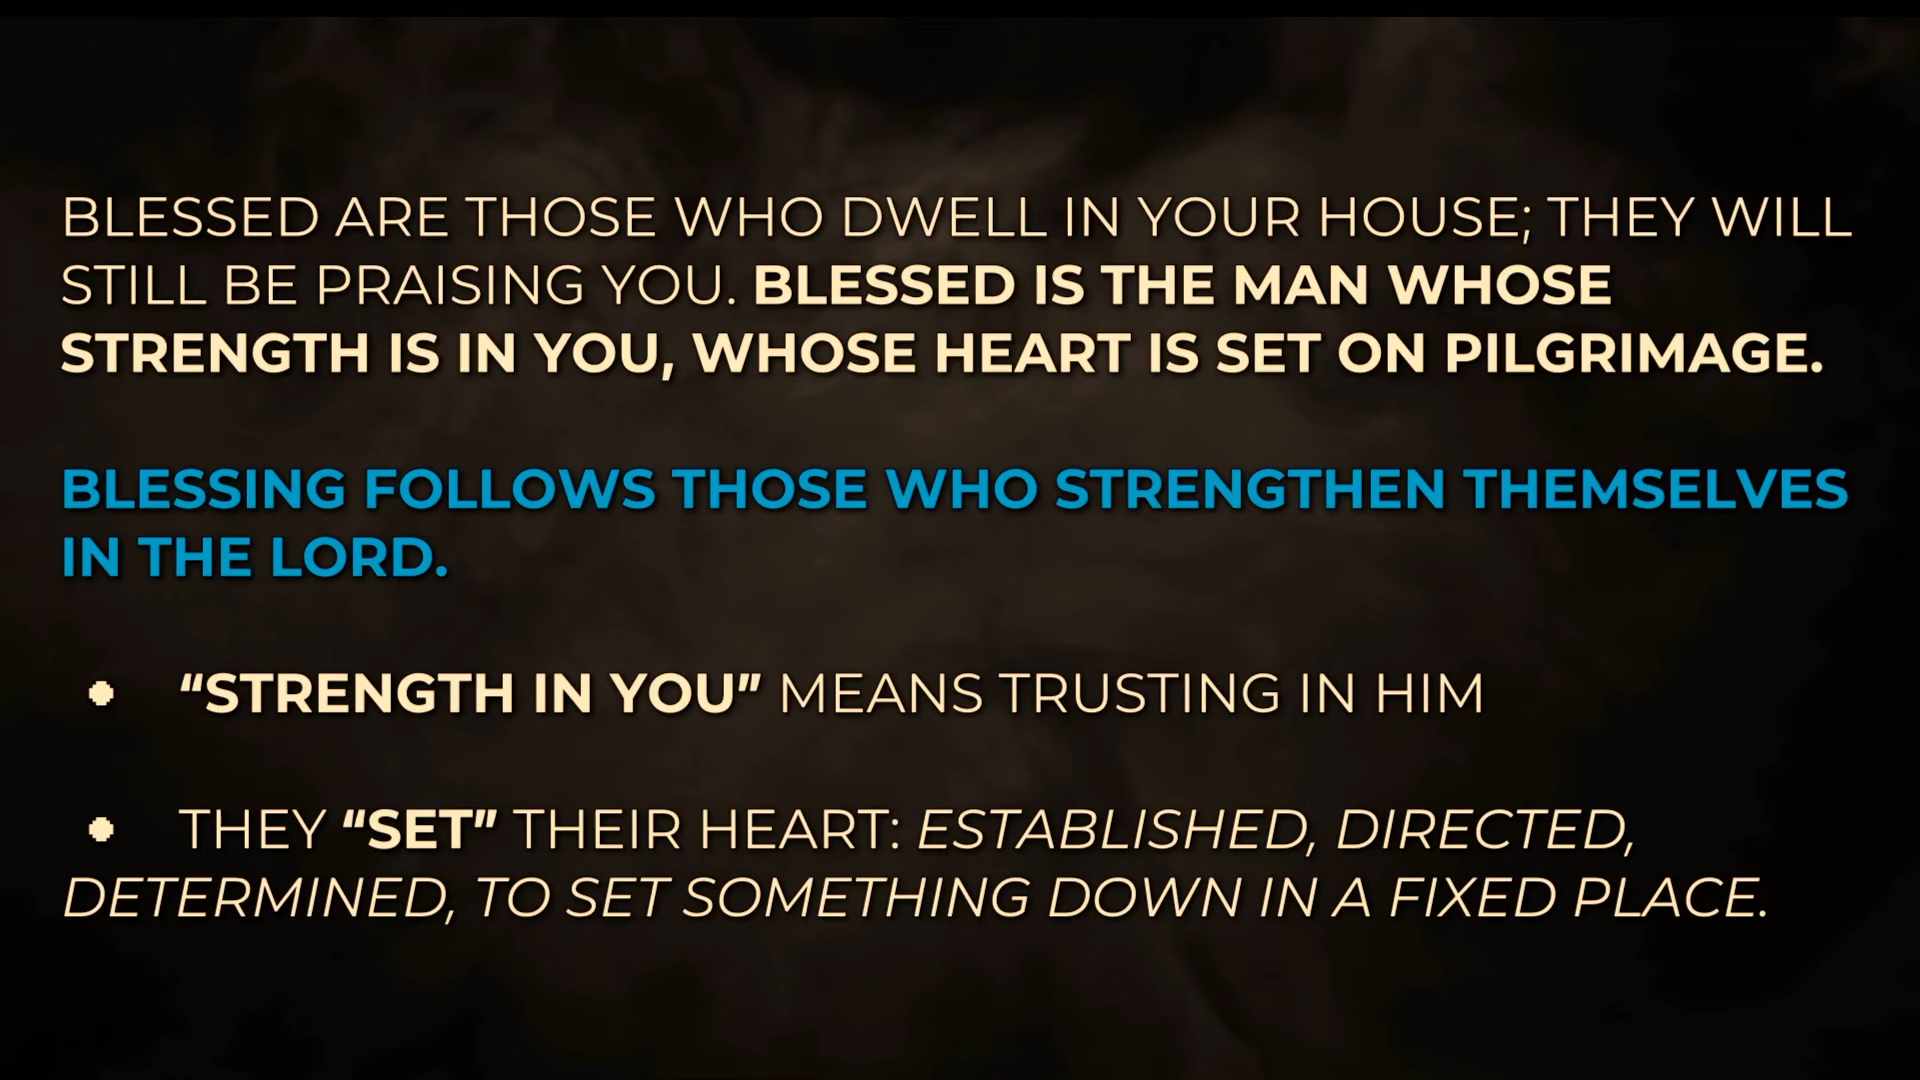 BLESSED ARE THOSE WHO DWELL IN YOUR HOUSE; THEY WILL
STILL BE PRAISING YOU. BLESSED IS THE MAN WHOSE
STRENGTH IS IN YOU, WHOSE HEART IS SET ON PILGRIMAGE.
BLESSING FOLLOWS THOSE WHO STRENGTHEN THEMSELVES
IN THE LORD.
• “STRENGTH IN YOU” MEANS TRUSTING IN HIM
• THEY “SET” THEIR HEART: ESTABLISHED, DIRECTED,
DETERMINED, TO SET SOMETHING DOWN IN A FIXED PLACE.